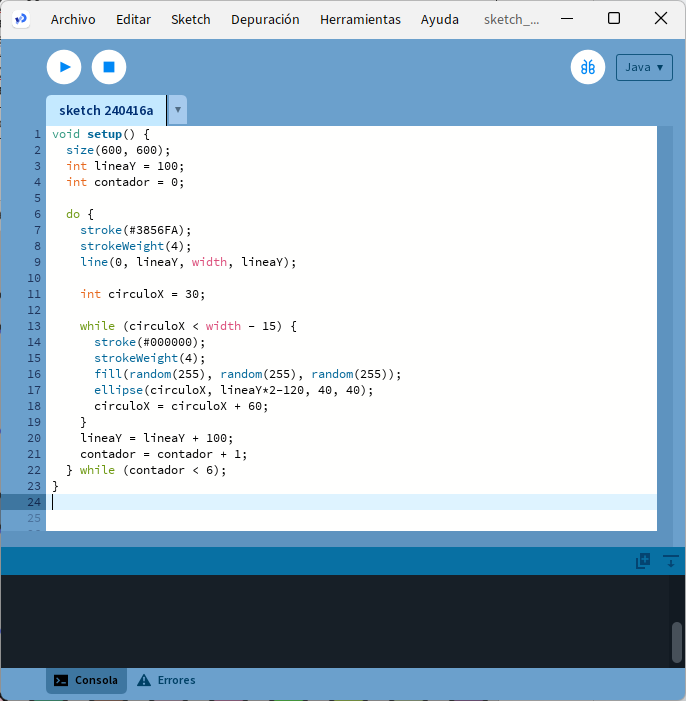 Archivo Editar Sketch Depuración Herramientas Ayuda sketch_...
Java ▾
sketch 240416a ▾
1 void setup() {
2   size(600, 600);
3   int lineaY = 100;
4   int contador = 0;
5
6   do {
7     stroke(#3856FA);
8     strokeWeight(4);
9     line(0, lineaY, width, lineaY);
10
11     int circuloX = 30;
12
13     while (circuloX < width - 15) {
14       stroke(#000000);
15       strokeWeight(4);
16       fill(random(255), random(255), random(255));
17       ellipse(circuloX, lineaY*2-120, 40, 40);
18       circuloX = circuloX + 60;
19     }
20     lineaY = lineaY + 100;
21     contador = contador + 1;
22   } while (contador < 6);
23 }
24
25
Consola Errores